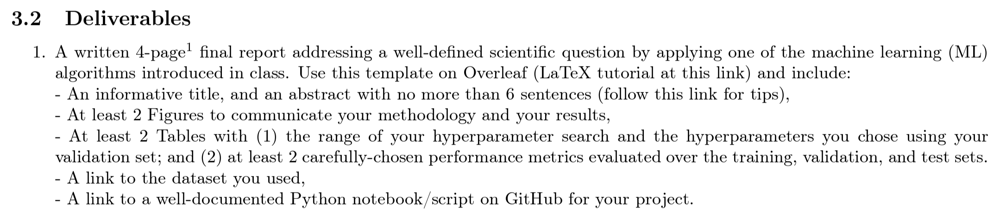 3.2 Deliverables
1. A written 4-page¹ final report addressing a well-defined scientific question by applying one of the machine learning (ML)
algorithms introduced in class. Use this template on Overleaf (LaTeX tutorial at this link) and include:
- An informative title, and an abstract with no more than 6 sentences (follow this link for tips),
- At least 2 Figures to communicate your methodology and your results,
- At least 2 Tables with (1) the range of your hyperparameter search and the hyperparameters you chose using your
validation set; and (2) at least 2 carefully-chosen performance metrics evaluated over the training, validation, and test sets.
- A link to the dataset you used,
- A link to a well-documented Python notebook/script on GitHub for your project.